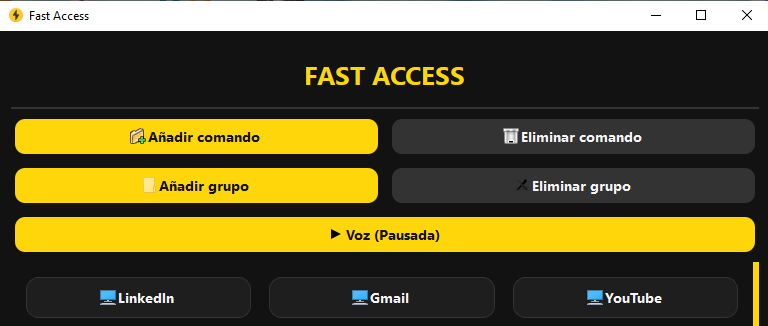 Fast Access
FAST ACCESS
Añadir comando
Eliminar comando
Añadir grupo
Eliminar grupo
Voz (Pausada)
LinkedIn
Gmail
YouTube